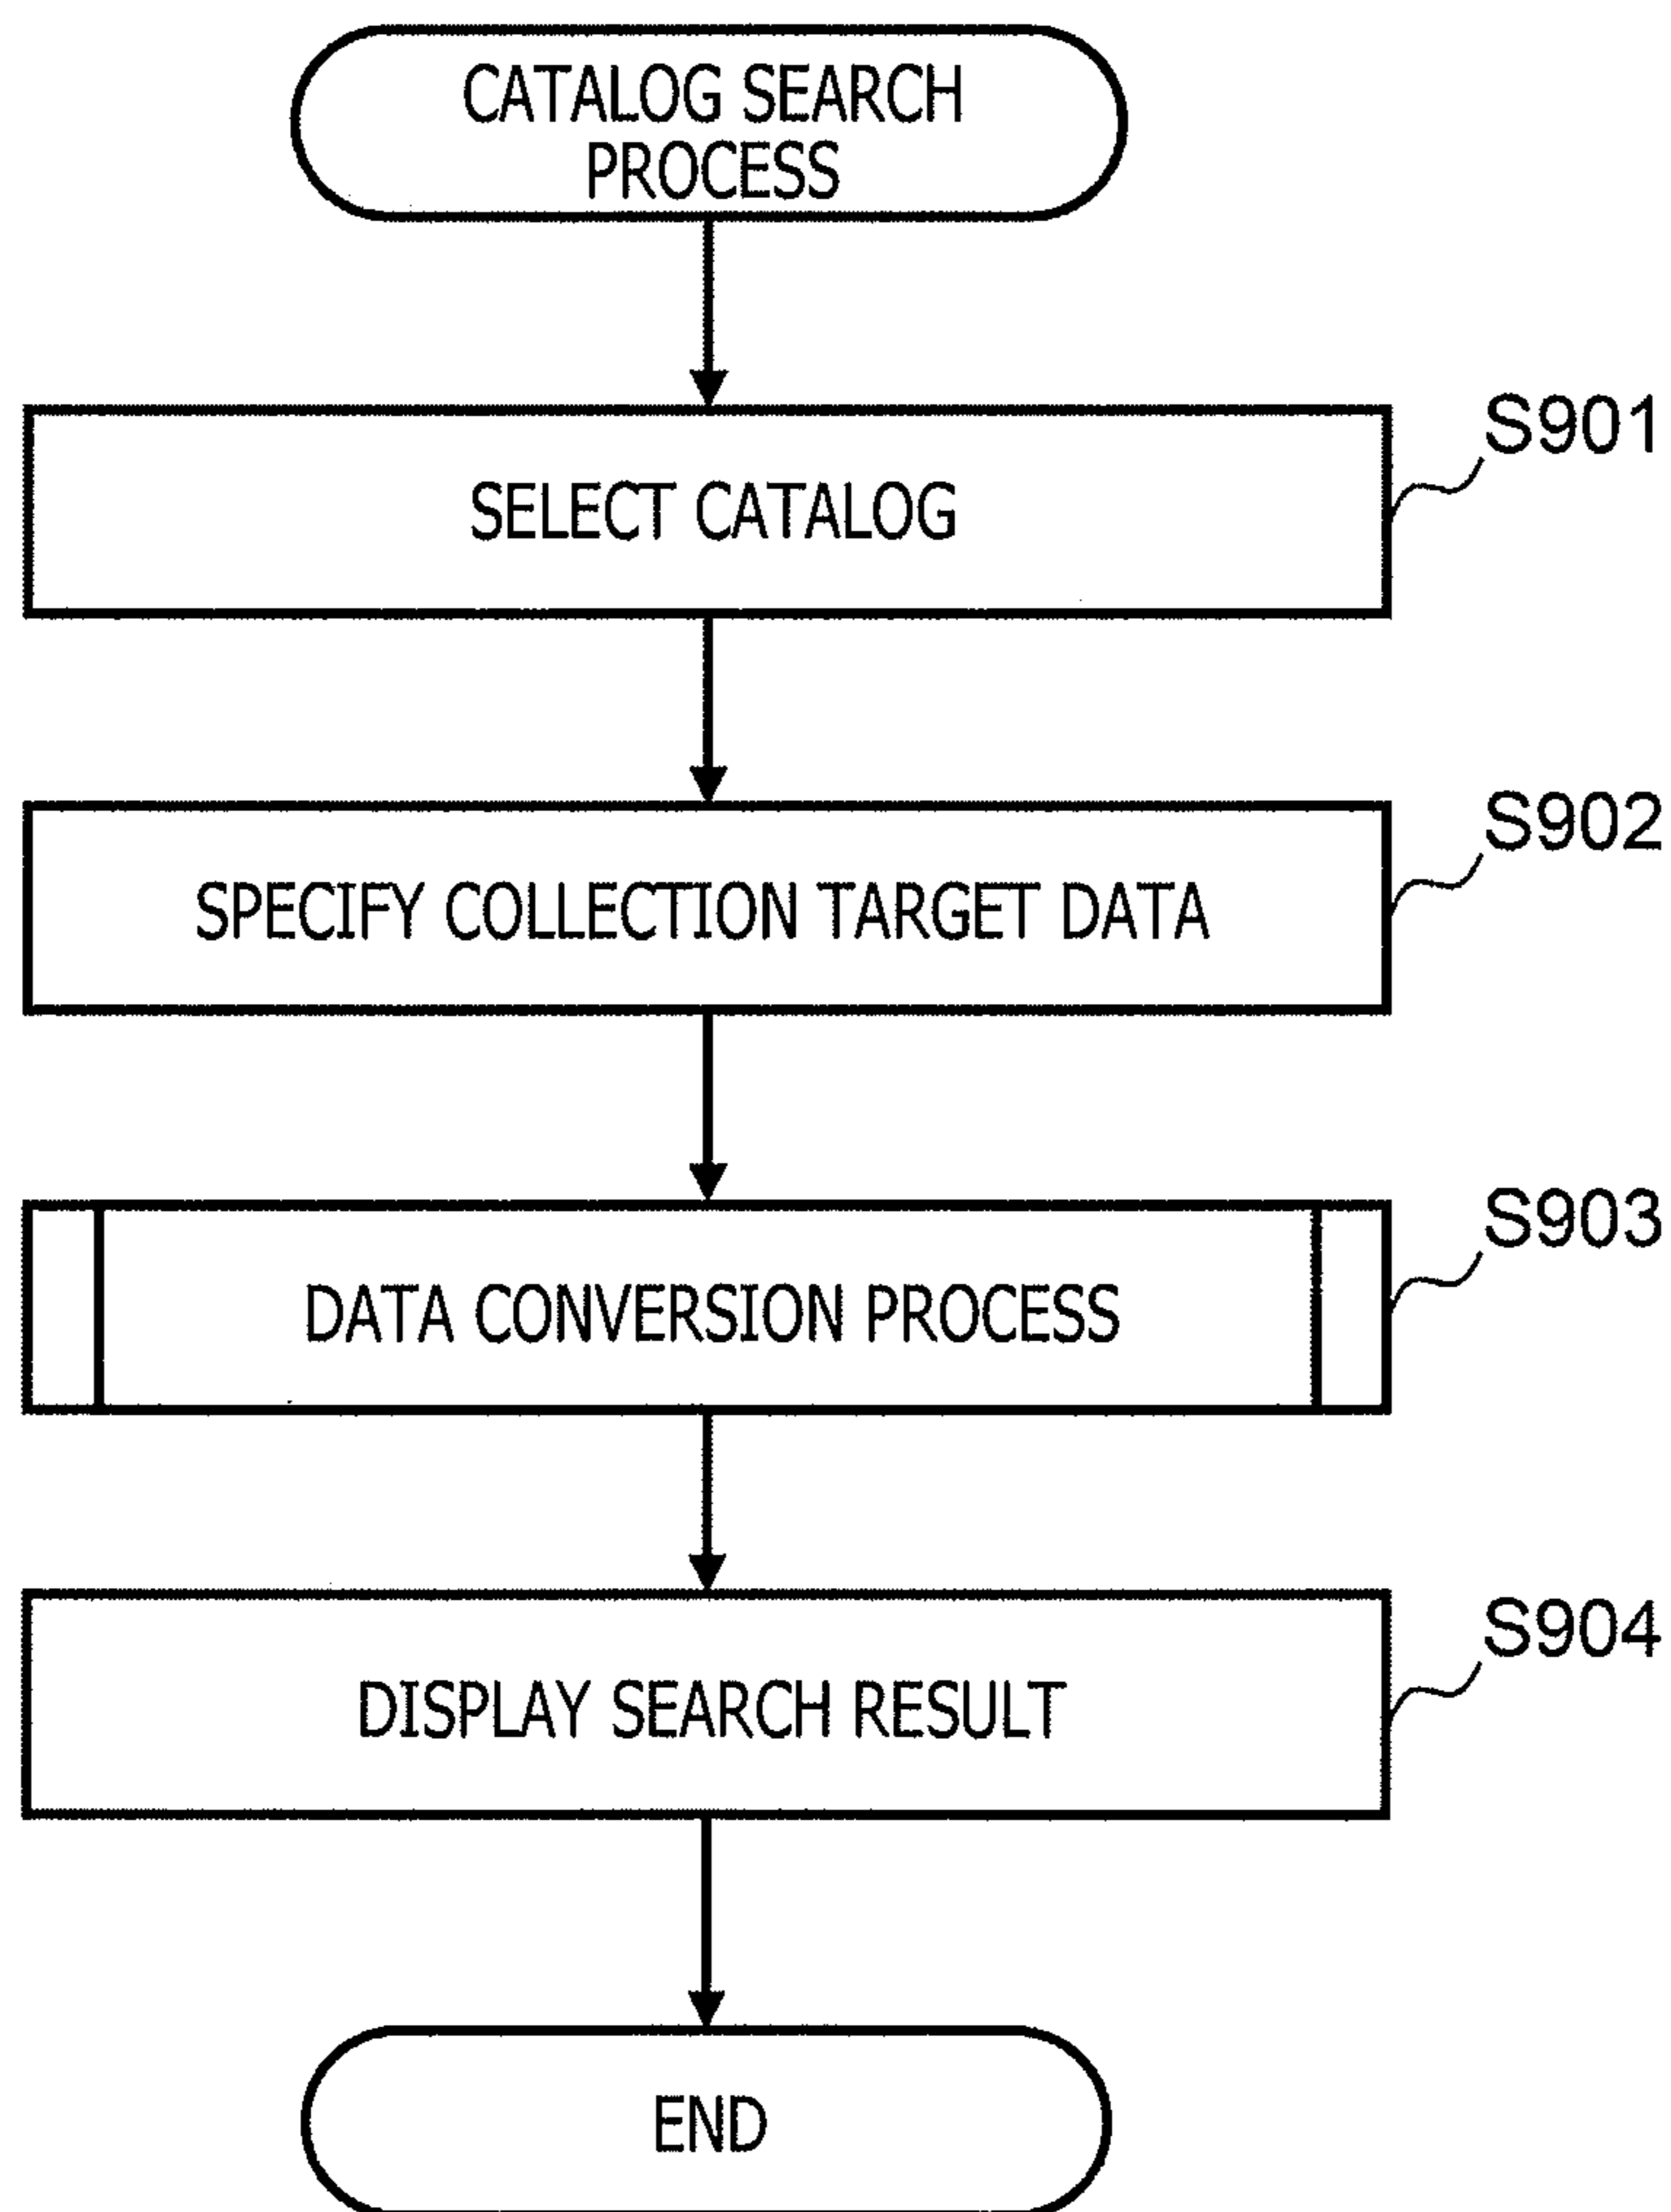 CATALOG SEARCH
PROCESS
S901
SELECT CATALOG
S902
SPECIFY COLLECTION TARGET DATA
S903
DATA CONVERSION PROCESS
S904
DISPLAY SEARCH RESULT
END